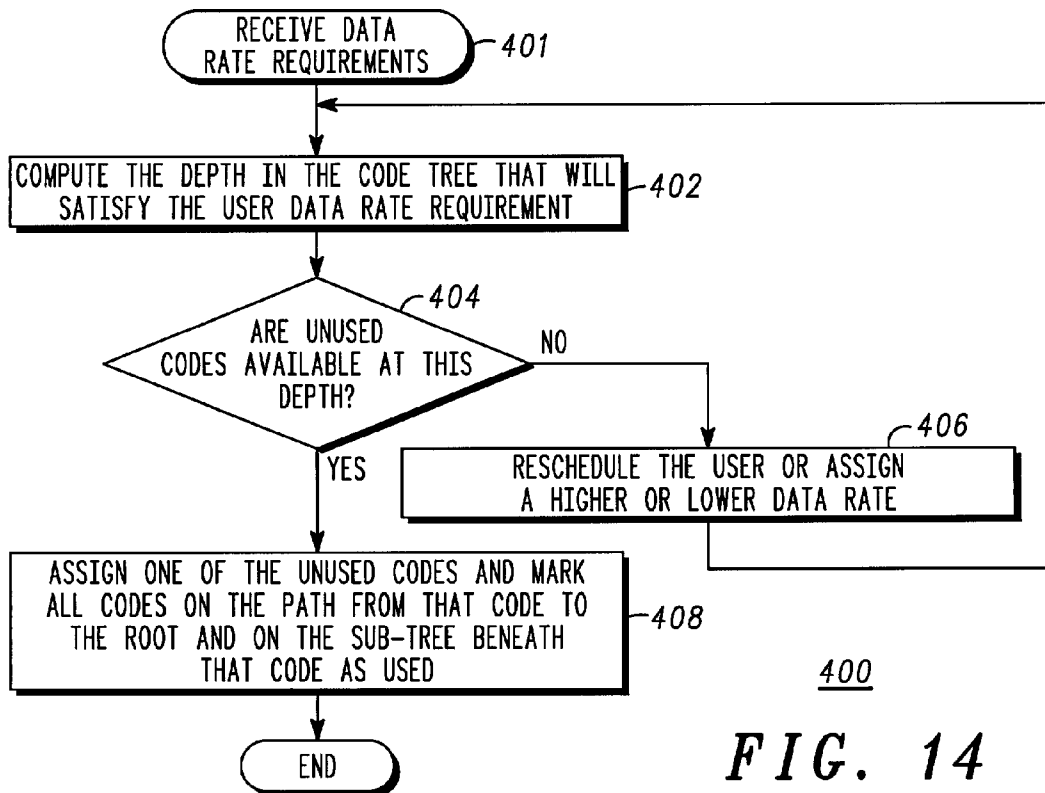 RECEIVE DATA
RATE REQUIREMENTS
401
COMPUTE THE DEPTH IN THE CODE TREE THAT WILL
SATISFY THE USER DATA RATE REQUIREMENT
402
404
ARE UNUSED
CODES AVAILABLE AT THIS
DEPTH?
NO
YES
406
RESCHEDULE THE USER OR ASSIGN
A HIGHER OR LOWER DATA RATE
ASSIGN ONE OF THE UNUSED CODES AND MARK
ALL CODES ON THE PATH FROM THAT CODE TO
THE ROOT AND ON THE SUB-TREE BENEATH
THAT CODE AS USED
408
END
400
FIG. 14